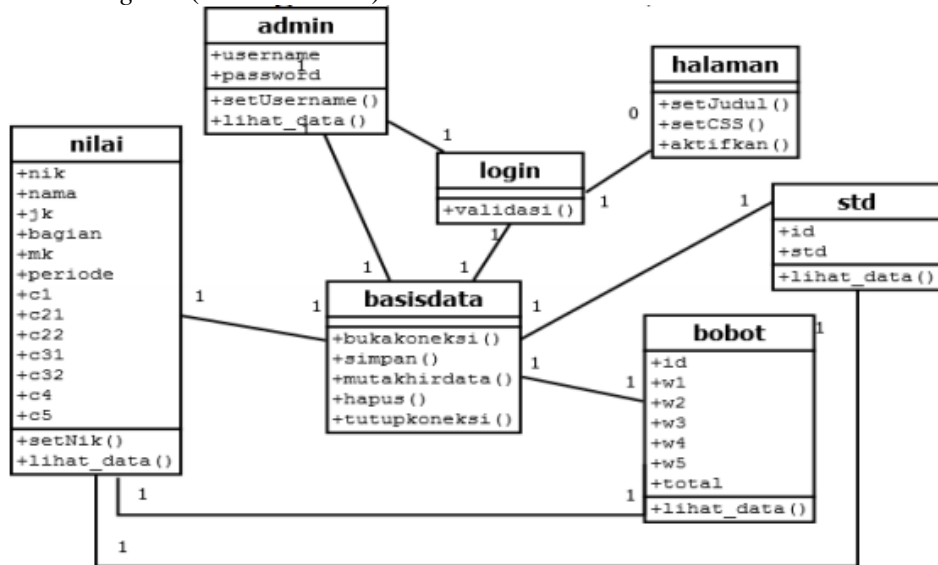 admin
+username
+password
1
+setUsername()
+lihat_data()
1
halaman
+setJudul()
+setCSS()
+aktifkan()
0
nilai
+nik
+nama
+jk
+bagian
+mk
+periode
+c1
+c21
+c22
+c31
+c32
+c4
+c5
+setNik()
+lihat_data()
1
login
+validasi()
1
1
std
+id
+std
+lihat_data()
1
1
1
1
1
basisdata
+bukakoneksi()
+simpan()
+mutakhirdata()
+hapus()
+tutupkoneksi()
1
1
1
bobot
+id
+w1
+w2
+w3
+w4
+w5
+total
+lihat_data()
1
1
1
1
1